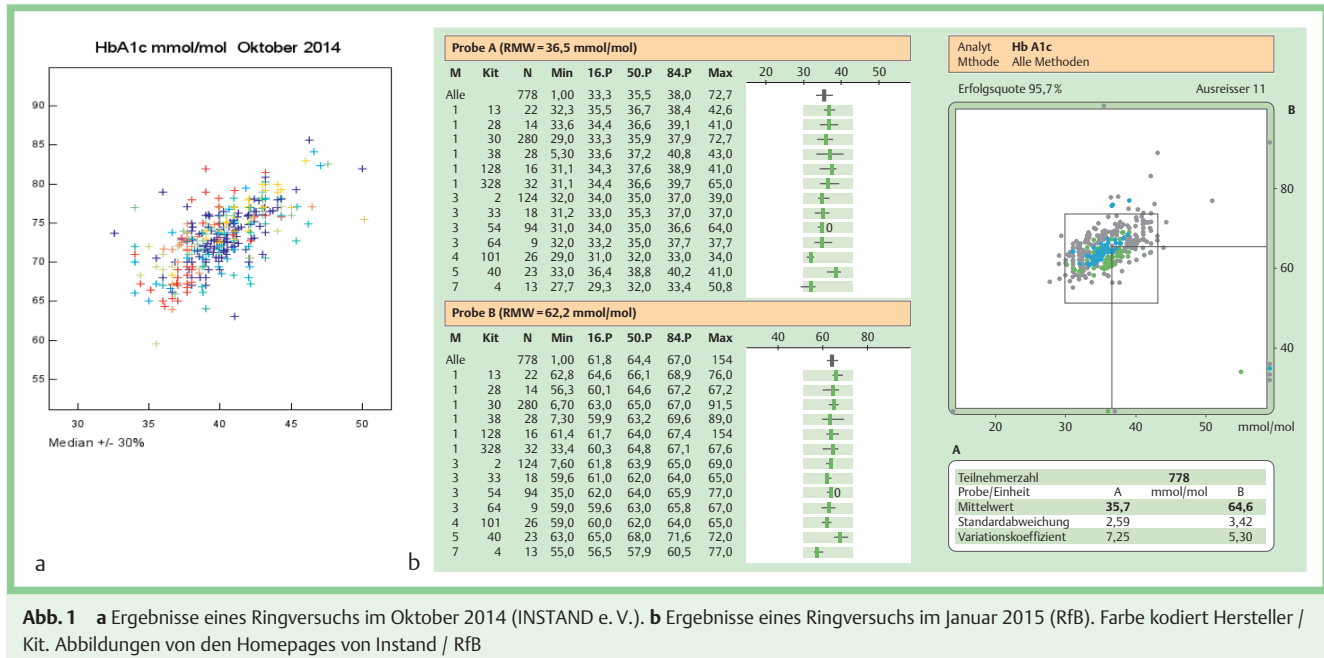 HbA1c mmol/mol Oktober 2014
90
85
80
75
70
65
60
55
30 35 40 45 50
Median +/- 30%
a
b
Probe A (RMW = 36,5 mmol/mol)
M Kit N Min 16.P 50.P 84.P Max 20 30 40 50
Alle 778 1,00 33,3 35,5 38,0 72,7
1 13 22 32,3 35,5 36,7 38,4 42,6
1 28 14 33,6 34,4 36,6 39,1 41,0
1 30 280 29,0 33,3 35,9 37,9 72,7
1 38 28 5,30 33,6 37,2 40,8 43,0
1 128 16 31,1 34,3 37,6 38,9 41,0
1 328 32 31,1 34,4 36,6 39,7 65,0
3 2 124 32,0 34,0 35,0 37,0 39,0
3 33 18 31,2 33,0 35,3 37,0 37,0
3 54 94 31,0 34,0 35,0 36,6 64,0 0
3 64 9 32,0 33,2 35,0 37,7 37,7
4 101 26 29,0 31,0 32,0 33,0 34,0
5 40 23 33,0 36,4 38,8 40,2 41,0
7 4 13 27,7 29,3 32,0 33,4 50,8
Probe B (RMW = 62,2 mmol/mol)
M Kit N Min 16.P 50.P 84.P Max 40 60 80
Alle 778 1,00 61,8 64,4 67,0 154
1 13 22 62,8 64,6 66,1 68,9 76,0
1 28 14 56,3 60,1 64,6 67,2 67,2
1 30 280 6,70 63,0 65,0 67,0 91,5
1 38 28 7,30 59,9 63,2 69,6 89,0
1 128 16 61,4 61,7 64,0 67,4 154
1 328 32 33,4 60,3 64,8 67,1 67,6
3 2 124 7,60 61,8 63,9 65,0 69,0
3 33 18 59,6 61,0 62,0 64,0 65,0
3 54 94 35,0 62,0 64,0 65,9 77,0 0
3 64 9 59,0 59,6 63,0 65,8 67,0
4 101 26 59,0 60,0 62,0 64,0 65,0
5 40 23 63,0 65,0 68,0 71,6 72,0
7 4 13 55,0 56,5 57,9 60,5 77,0
Analyt Hb A1c
Mthode Alle Methoden
Erfolgsquote 95,7 % Ausreisser 11
B
80
60
40
20 30 40 50 mmol/mol
A
Teilnehmerzahl 778
Probe/Einheit A mmol/mol B
Mittelwert 35,7 64,6
Standardabweichung 2,59 3,42
Variationskoeffizient 7,25 5,30
Abb. 1 a Ergebnisse eines Ringversuchs im Oktober 2014 (INSTAND e. V.). b Ergebnisse eines Ringversuchs im Januar 2015 (RfB). Farbe kodiert Hersteller /
Kit. Abbildungen von den Homepages von Instand / RfB